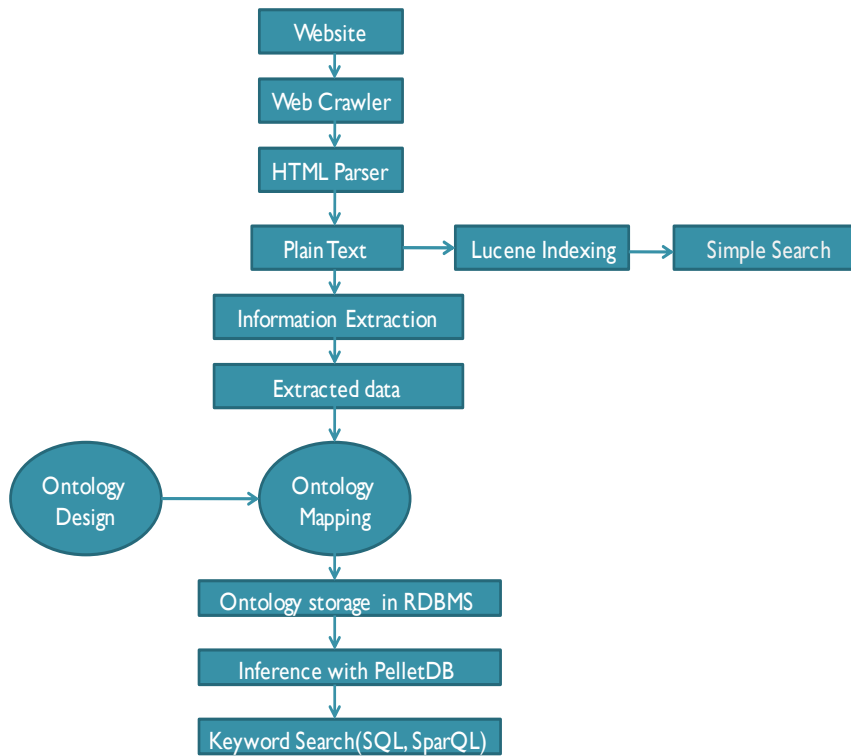 Website
Web Crawler
HTML Parser
Plain Text
Lucene Indexing
Simple Search
Information Extraction
Extracted data
Ontology
Design
Ontology
Mapping
Ontology storage in RDBMS
Inference with PelletDB
Keyword Search(SQL, SparQL)